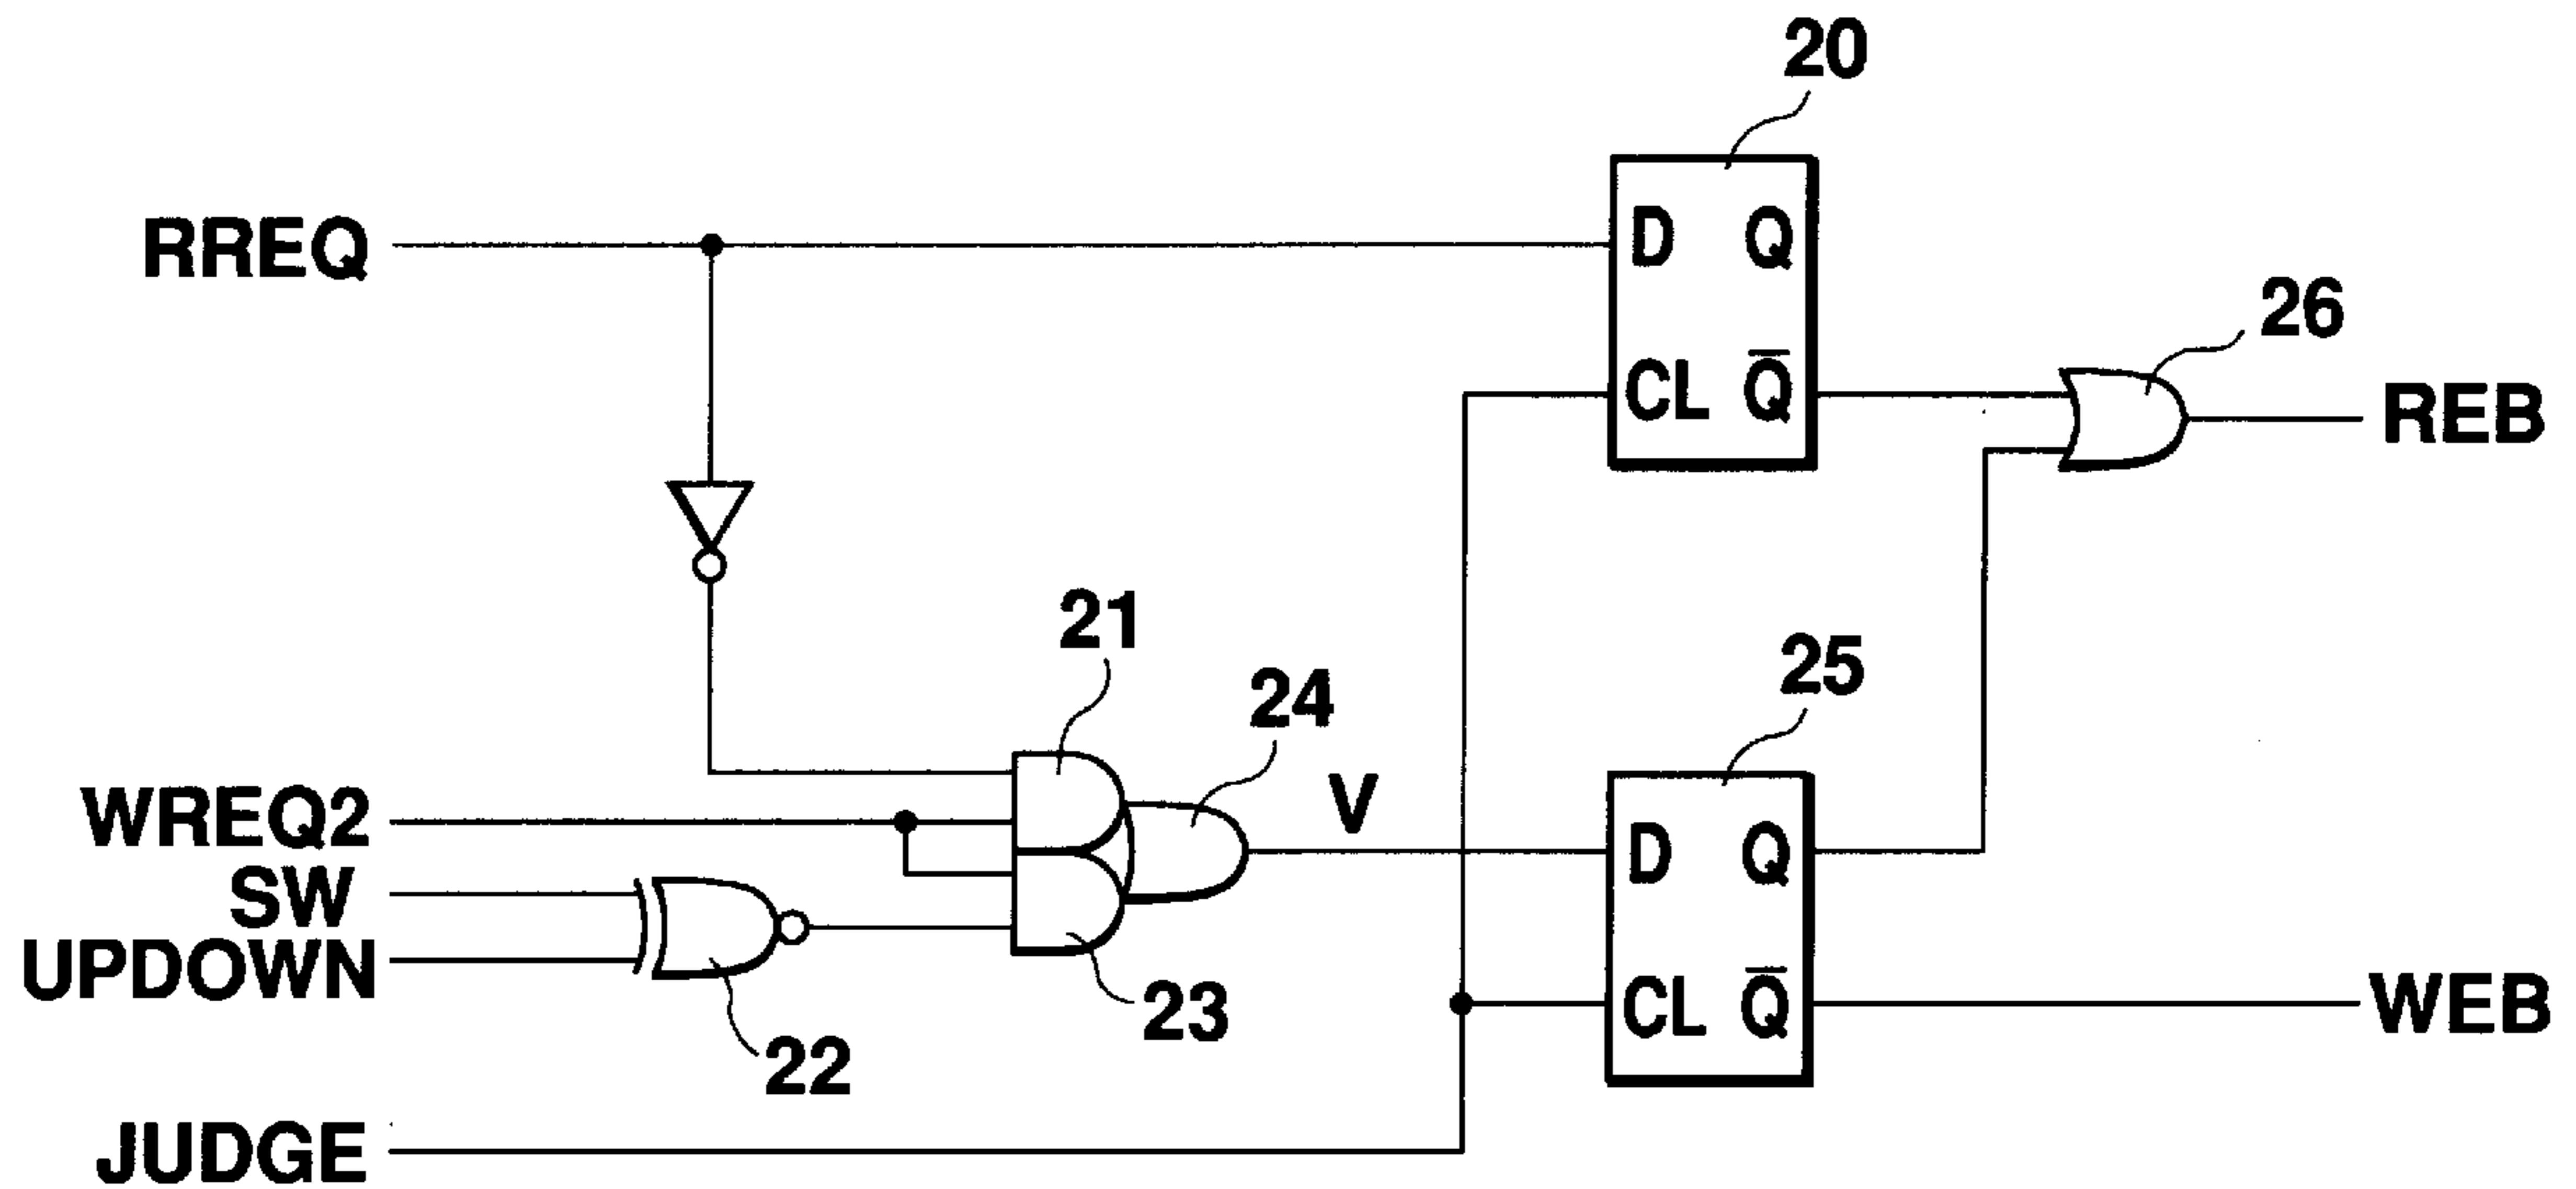 20
RREQ
D Q
26
CL Q̅
REB
21
24
25
V
WREQ2
D Q
SW
UPDOWN
23
CL Q̅
WEB
22
JUDGE